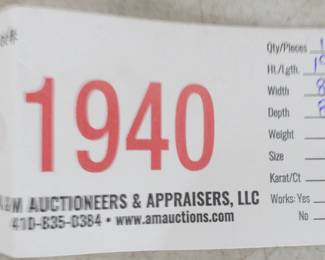 1940
M AUCTIONEERS & APPRAISERS, LLC
410-835-0384 • www.amauctions.com
Qty/Pieces 1
Ht./Lgth.
Width
Depth
Weight
Size
Karat/Ct
Works: Yes
No